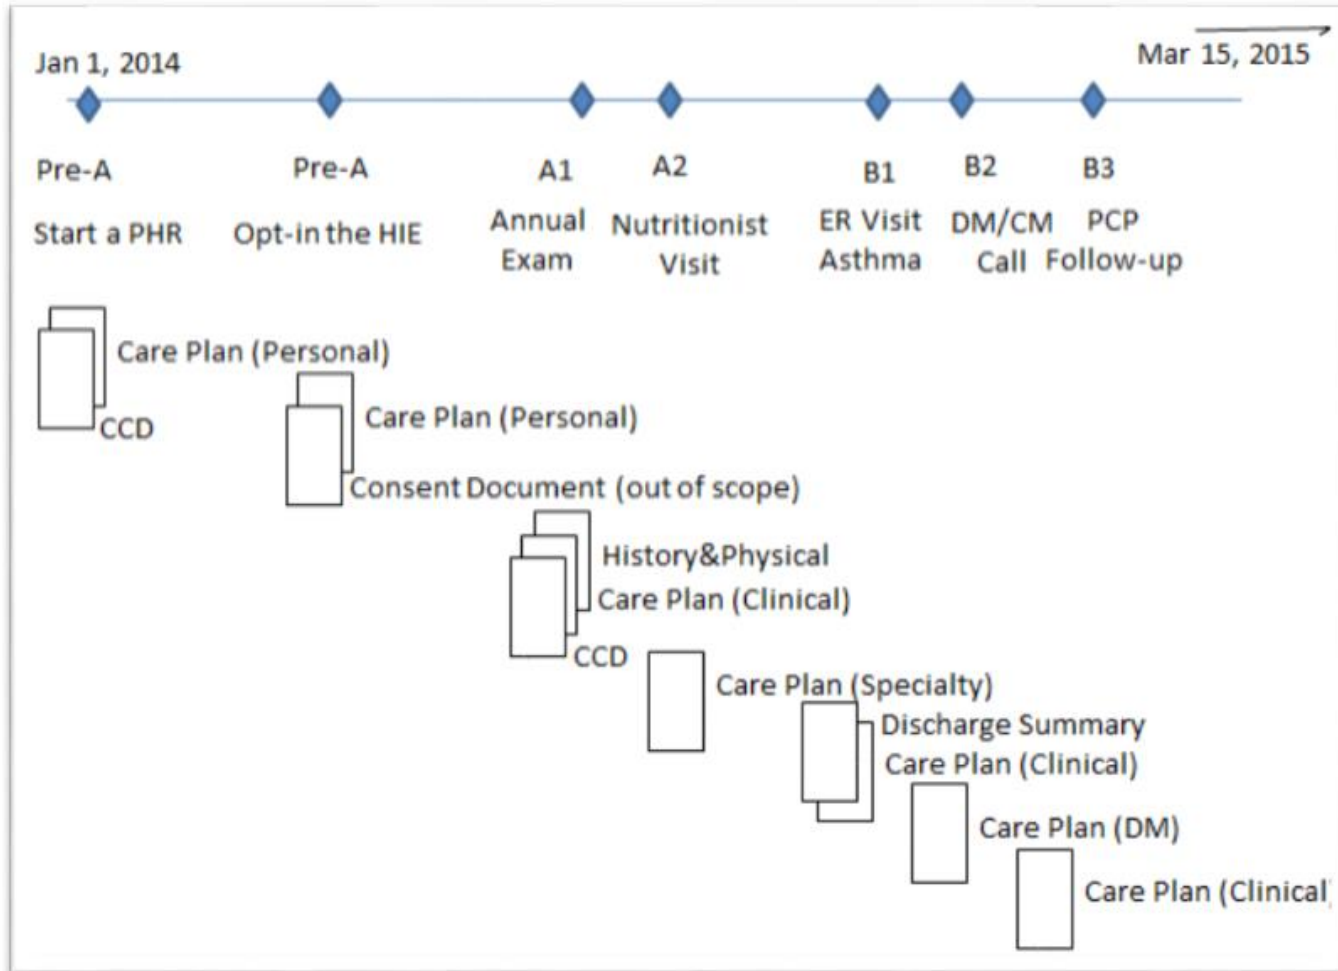 Jan 1, 2014
Mar 15, 2015
Pre-A
Pre-A
A1
A2
B1
B2
B3
Start a PHR
Opt-in the HIE
Annual
Exam
Nutritionist
Visit
ER Visit
Asthma
DM/CM
Call
PCP
Follow-up
Care Plan (Personal)
CCD
Care Plan (Personal)
Consent Document (out of scope)
History&Physical
Care Plan (Clinical)
CCD
Care Plan (Specialty)
Discharge Summary
Care Plan (Clinical)
Care Plan (DM)
Care Plan (Clinical)